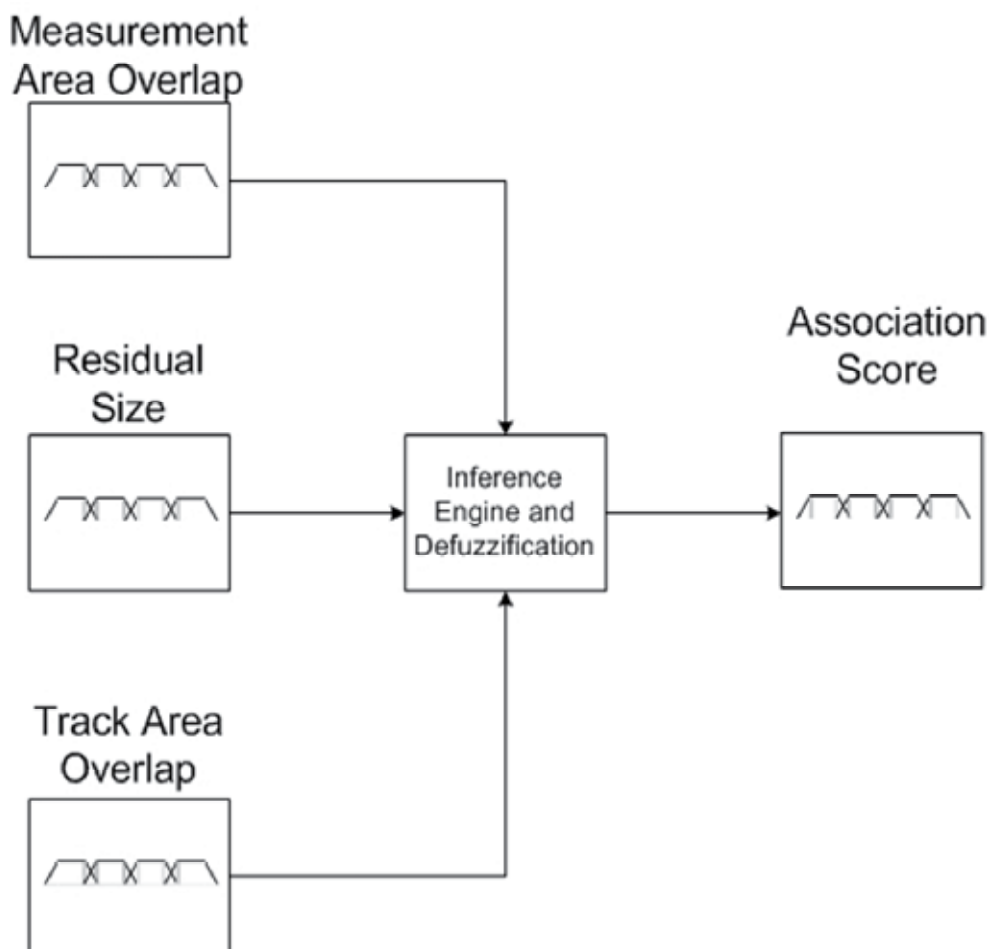 Measurement
Area Overlap
Residual
Size
Inference
Engine and
Defuzzification
Association
Score
Track Area
Overlap